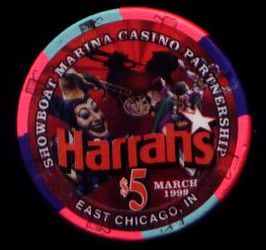 SHOWBOAT MARINA CASINO PARTNERSHIP
Harrah's
$5
MARCH
1999
EAST CHICAGO, IN